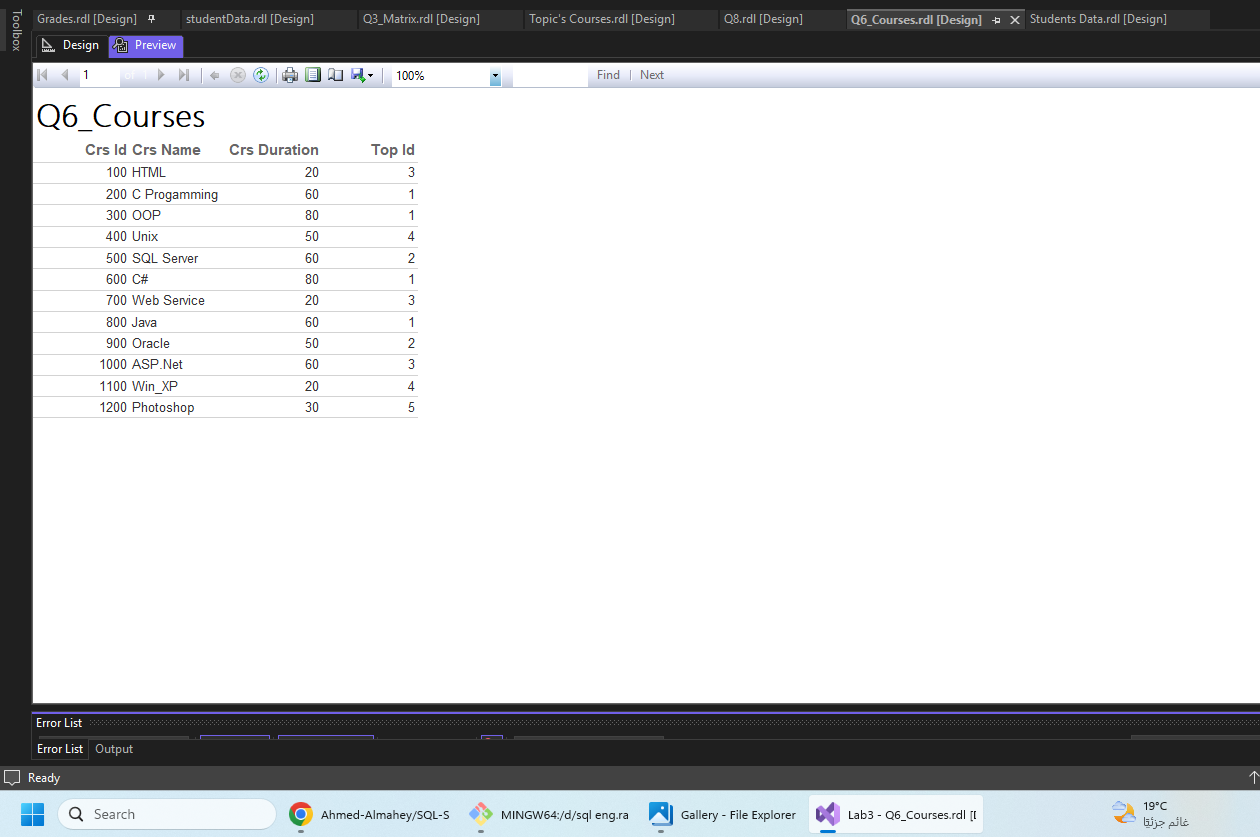 Toolbox
Grades.rdl [Design] studentData.rdl [Design] Q3_Matrix.rdl [Design] Topic's Courses.rdl [Design] Q8.rdl [Design] Q6_Courses.rdl [Design] Students Data.rdl [Design]
Design Preview
1 of 1 100% Find | Next
Q6_Courses
Crs Id Crs Name Crs Duration Top Id
100 HTML 20 3
200 C Progamming 60 1
300 OOP 80 1
400 Unix 50 4
500 SQL Server 60 2
600 C# 80 1
700 Web Service 20 3
800 Java 60 1
900 Oracle 50 2
1000 ASP.Net 60 3
1100 Win_XP 20 4
1200 Photoshop 30 5
Error List
Error List Output
Ready
Search Ahmed-Almahey/SQL-S MINGW64:/d/sql eng.ra Gallery - File Explorer Lab3 - Q6_Courses.rdl [D
19°C
غائم جزئيًا